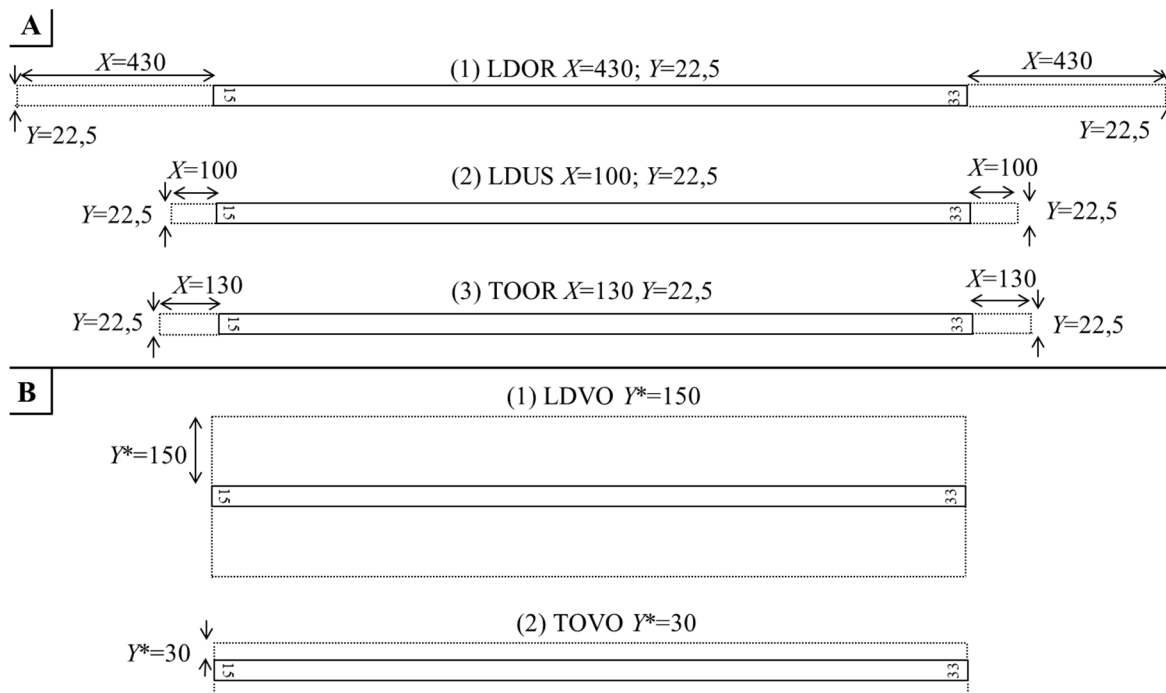 A
X=430 (1) LDOR X=430; Y=22,5 X=430
15 33
Y=22,5 Y=22,5
X=100 (2) LDUS X=100; Y=22,5 X=100
Y=22,5 15 33 Y=22,5
X=130 (3) TOOR X=130 Y=22,5 X=130
Y=22,5 15 33 Y=22,5
B
(1) LDVO Y*=150
Y*=150
15 33
(2) TOVO Y*=30
Y*=30
15 33